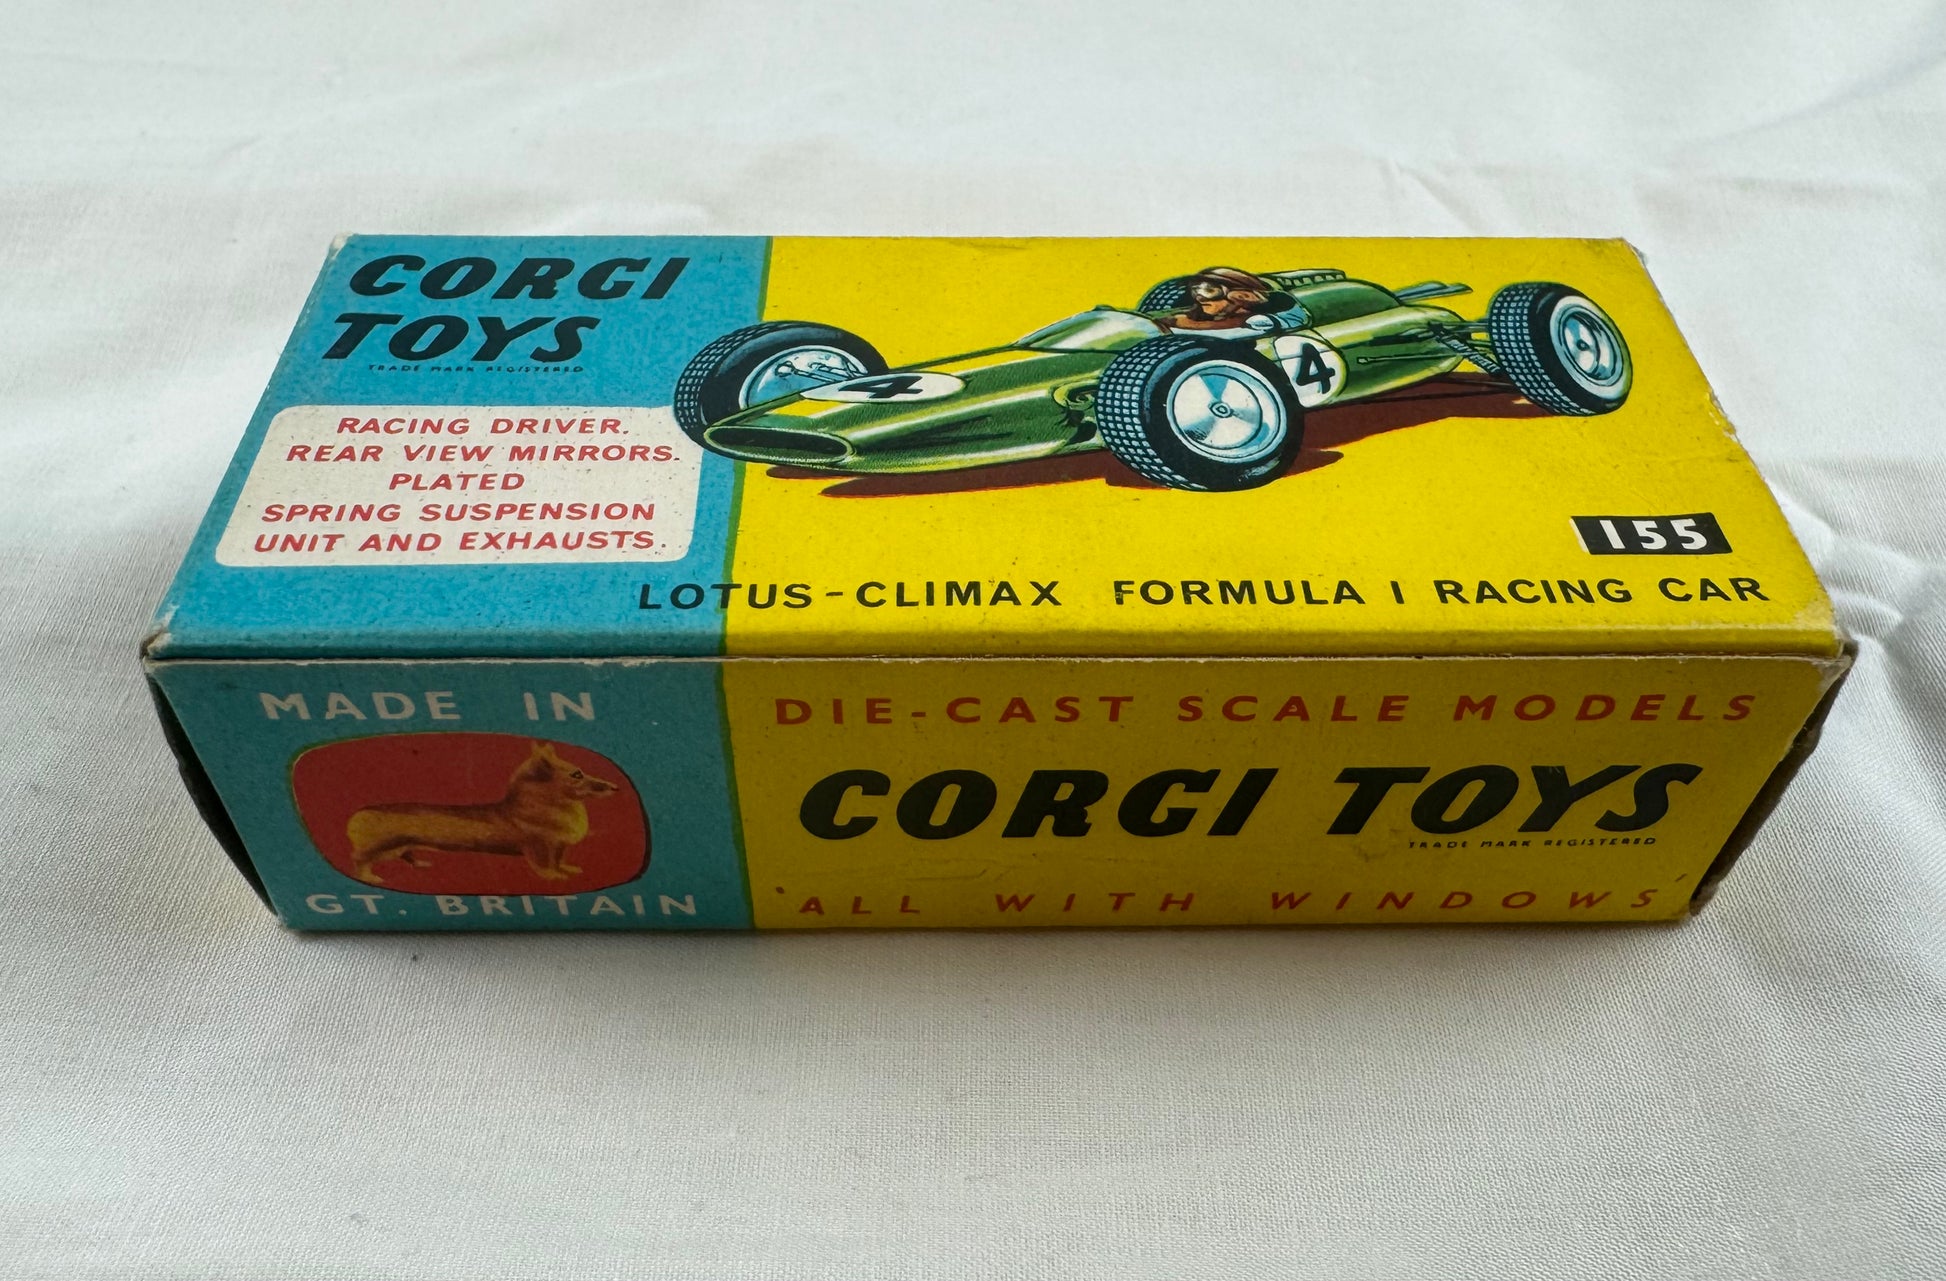 CORGI
TOYS
TRADE MARK REGISTERED
RACING DRIVER.
REAR VIEW MIRRORS.
PLATED
SPRING SUSPENSION
UNIT AND EXHAUSTS.
4
4
155
LOTUS-CLIMAX FORMULA 1 RACING CAR
MADE IN
GT. BRITAIN
DIE-CAST SCALE MODELS
CORGI TOYS
TRADE MARK REGISTERED
'ALL WITH WINDOWS'